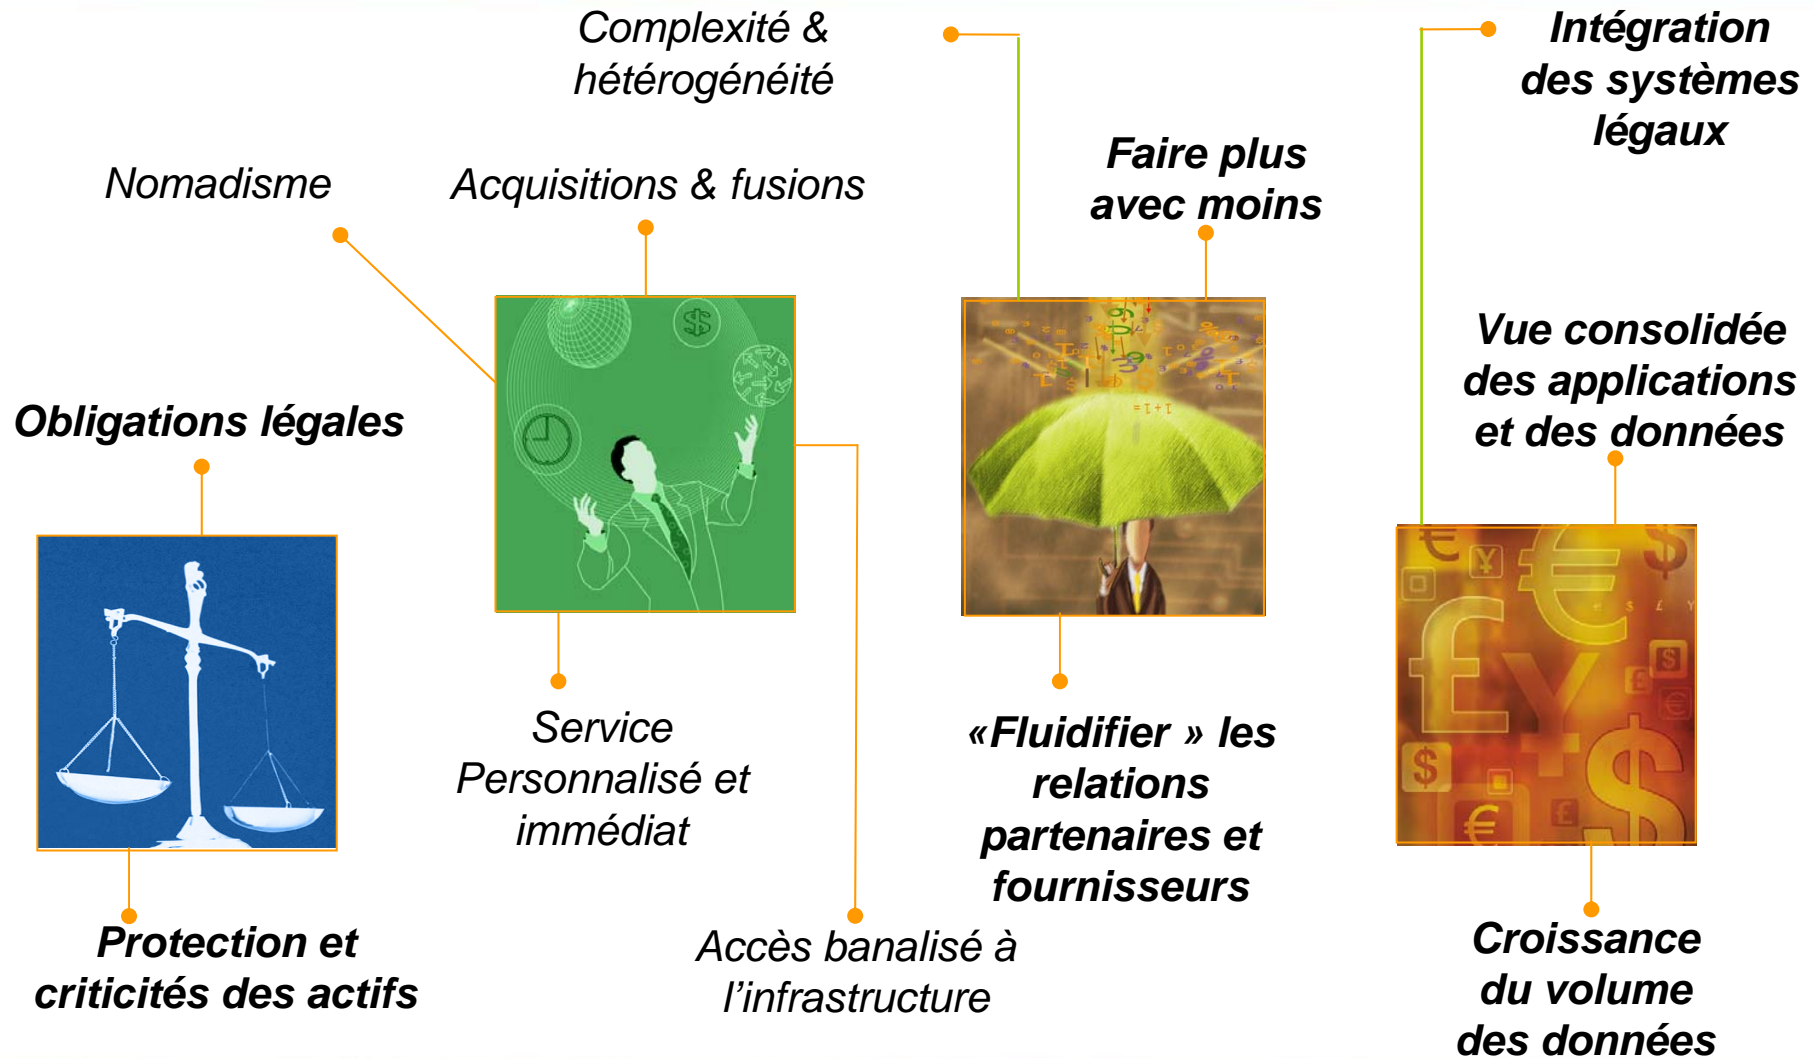 Complexité &
hétérogénéité
Intégration
des systèmes
légaux
Nomadisme
Acquisitions & fusions
Faire plus
avec moins
Vue consolidée
des applications
et des données
Obligations légales
Service
Personnalisé et
immédiat
«Fluidifier » les
relations
partenaires et
fournisseurs
Protection et
criticités des actifs
Accès banalisé à
l’infrastructure
Croissance
du volume
des données